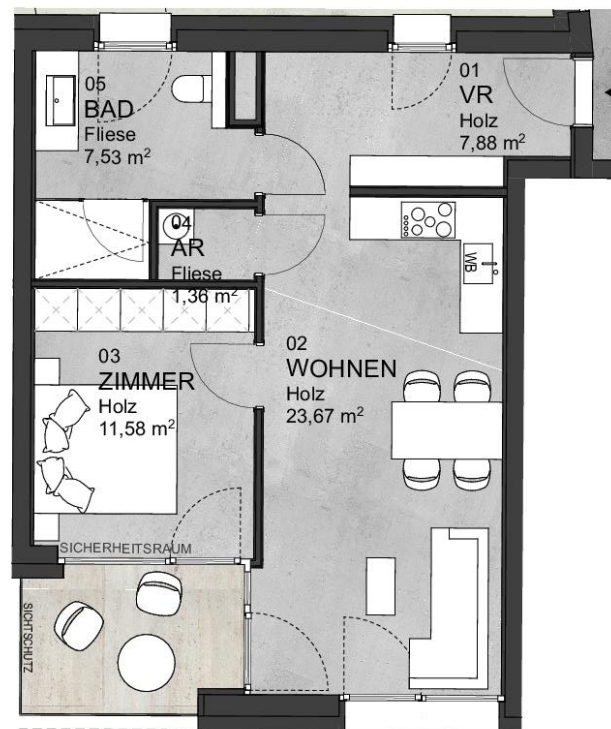 05
BAD
Fliese
7,53 m²
01
VR
Holz
7,88 m²
04
AR
Fliese
1,36 m²
WB
03
ZIMMER
Holz
11,58 m²
02
WOHNEN
Holz
23,67 m²
SICHERHEITSRAUM
SICHTSCHUTZ